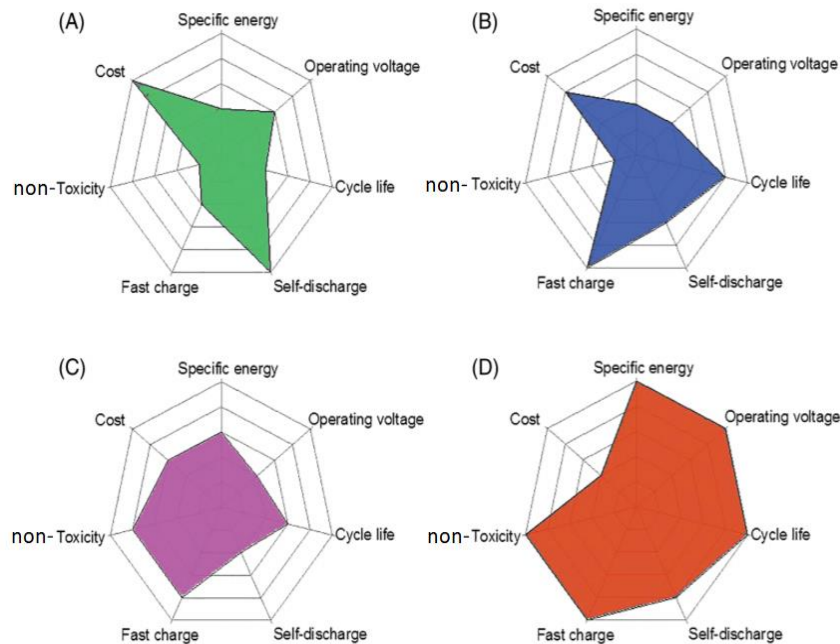 (A)
Specific energy
Cost
Operating voltage
non-Toxicity
Cycle life
Fast charge
Self-discharge
(B)
Specific energy
Cost
Operating voltage
non-Toxicity
Cycle life
Fast charge
Self-discharge
(C)
Specific energy
Cost
Operating voltage
non-Toxicity
Cycle life
Fast charge
Self-discharge
(D)
Specific energy
Cost
Operating voltage
non-Toxicity
Cycle life
Fast charge
Self-discharge